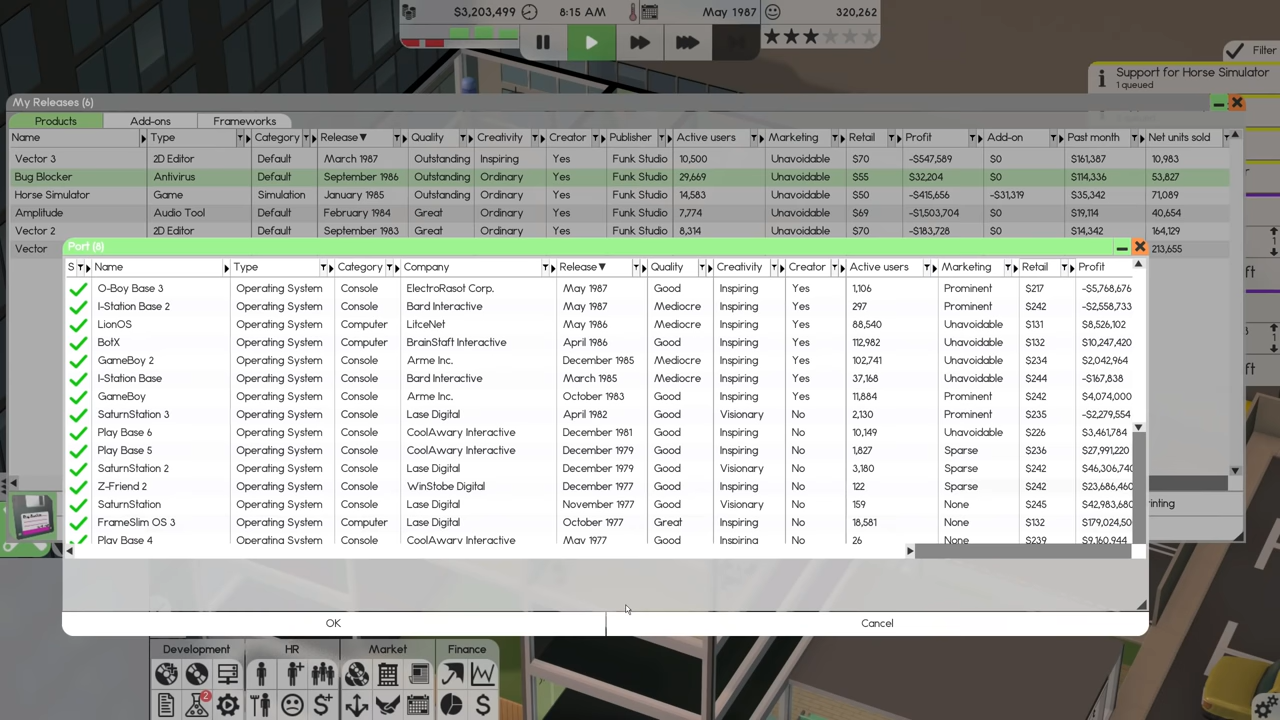 $3,203,499 8:15 AM May 1987 320,262
Filter
Support for Horse Simulator
1 queued
My Releases (6)
Products Add-ons Frameworks
Name Type Category Release▼ Quality Creativity Creator Publisher Active users Marketing Retail Profit Add-on Past month Net units sold
Vector 3 2D Editor Default March 1987 Outstanding Inspiring Yes Funk Studio 10,500 Unavoidable $70 -$547,589 $0 $161,387 10,983
Bug Blocker Antivirus Default September 1986 Outstanding Ordinary Yes Funk Studio 29,669 Unavoidable $55 $32,204 $0 $114,336 53,827
Horse Simulator Game Simulation January 1985 Outstanding Ordinary Yes Funk Studio 14,583 Unavoidable $50 -$415,656 -$31,319 $35,342 71,089
Amplitude Audio Tool Default February 1984 Great Ordinary Yes Funk Studio 7,774 Unavoidable $69 -$1,503,704 $0 $19,114 40,654
Vector 2 2D Editor Default September 1983 Great Ordinary Yes Funk Studio 8,314 Unavoidable $70 -$183,728 $0 $14,342 164,129
Vector 213,655
Port (8)
S Name Type Category Company Release▼ Quality Creativity Creator Active users Marketing Retail Profit
O-Boy Base 3 Operating System Console ElectroRasot Corp. May 1987 Good Inspiring Yes 1,106 Prominent $217 -$5,768,676
I-Station Base 2 Operating System Console Bard Interactive May 1987 Mediocre Inspiring Yes 297 Prominent $242 -$2,558,733
LionOS Operating System Computer LitceNet May 1986 Mediocre Inspiring Yes 88,540 Unavoidable $131 $8,526,102
BotX Operating System Computer BrainStaft Interactive April 1986 Good Inspiring Yes 112,982 Unavoidable $132 $10,247,420
GameBoy 2 Operating System Console Arme Inc. December 1985 Mediocre Inspiring Yes 102,741 Unavoidable $234 $2,042,964
I-Station Base Operating System Console Bard Interactive March 1985 Mediocre Inspiring Yes 37,168 Unavoidable $244 -$167,838
GameBoy Operating System Console Arme Inc. October 1983 Good Inspiring Yes 11,884 Prominent $242 $4,074,000
SaturnStation 3 Operating System Console Lase Digital April 1982 Good Visionary No 2,130 Prominent $235 -$2,279,554
Play Base 6 Operating System Console CoolAwary Interactive December 1981 Good Inspiring No 10,149 Unavoidable $226 $3,461,784
Play Base 5 Operating System Console CoolAwary Interactive December 1979 Good Inspiring No 1,827 Sparse $236 $27,991,220
SaturnStation 2 Operating System Console Lase Digital December 1978 Good Visionary No 3,180 Sparse $242 $46,306,740
Z-Friend 2 Operating System Console WinStobe Digital December 1977 Good Inspiring No 122 Sparse $242 $23,686,460
SaturnStation Operating System Console Lase Digital November 1977 Good Visionary No 159 None $245 $42,983,680
FrameSlim OS 3 Operating System Computer Lase Digital October 1977 Great Inspiring No 18,581 None $132 $179,024,50
Play Base 4 Operating System Console CoolAwary Interactive May 1977 Good Inspiring No 26 None $239 $9,160,944
inting
OK Cancel
Development HR Market Finance
2